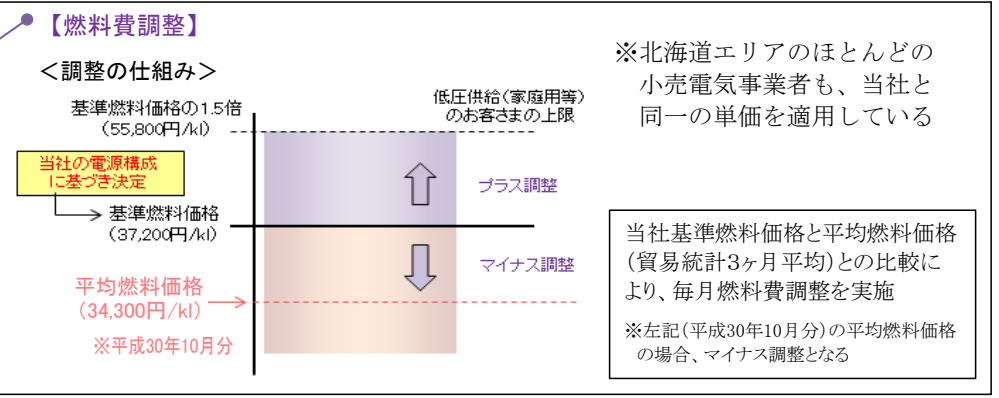 【燃料費調整】
＜調整の仕組み＞
基準燃料価格の1.5倍
（55,800円/kl）
低圧供給（家庭用等）
のお客さまの上限
当社の電源構成
に基づき決定
基準燃料価格
（37,200円/kl）
プラス調整
マイナス調整
平均燃料価格
（34,300円/kl）
※平成30年10月分
※北海道エリアのほとんどの
小売電気事業者も、当社と
同一の単価を適用している
当社基準燃料価格と平均燃料価格
（貿易統計3ヶ月平均）との比較に
より、毎月燃料費調整を実施
※左記（平成30年10月分）の平均燃料価格
の場合、マイナス調整となる